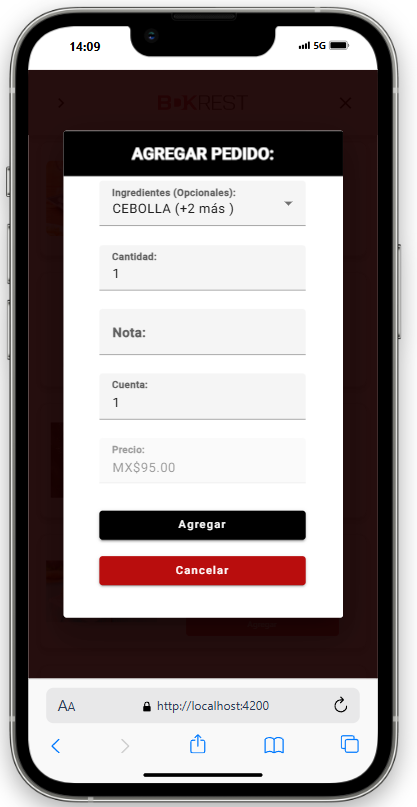 14:09
5G
B KREST
AGREGAR PEDIDO:
Ingredientes (Opcionales):
CEBOLLA (+2 más )
Cantidad:
1
Nota:
Cuenta:
1
Precio:
MX$95.00
Agregar
Cancelar
AA
http://localhost:4200